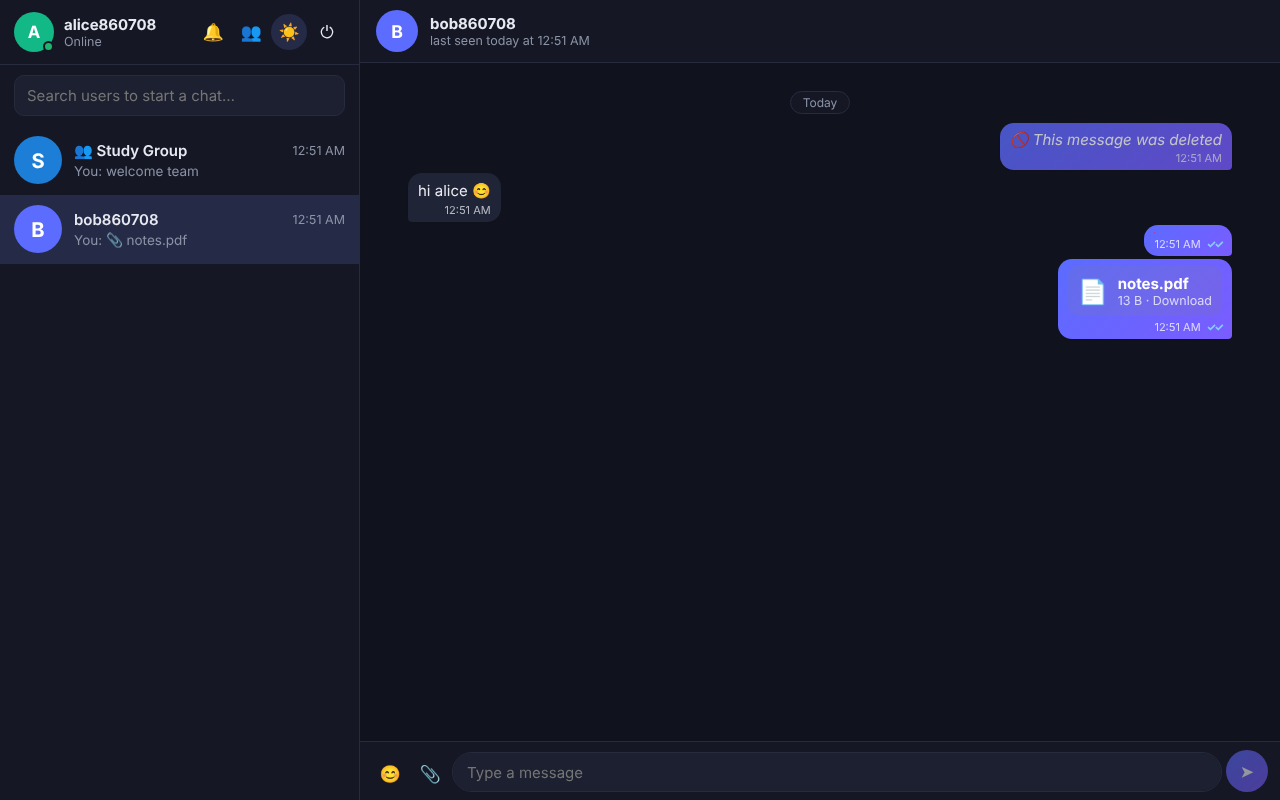 A
alice860708
Online
🔔 👥 ☀️ ⏻
Search users to start a chat...
S
👥 Study Group
12:51 AM
You: welcome team
B
bob860708
12:51 AM
You: 📎 notes.pdf
B
bob860708
last seen today at 12:51 AM
Today
🚫 This message was deleted
12:51 AM
hi alice 😊
12:51 AM
12:51 AM ✓✓
📄 notes.pdf
13 B · Download
12:51 AM ✓✓
😊 📎 Type a message ➤